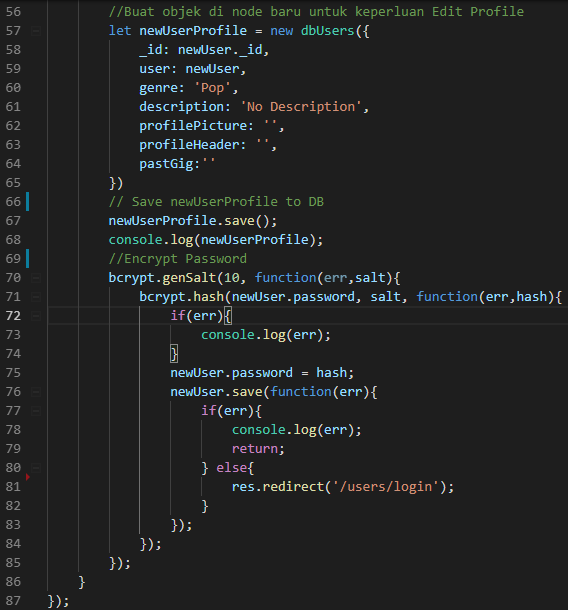 56 //Buat objek di node baru untuk keperluan Edit Profile
57 let newUserProfile = new dbUsers({
58 _id: newUser._id,
59 user: newUser,
60 genre: 'Pop',
61 description: 'No Description',
62 profilePicture: '',
63 profileHeader: '',
64 pastGig:''
65 })
66 // Save newUserProfile to DB
67 newUserProfile.save();
68 console.log(newUserProfile);
69 //Encrypt Password
70 bcrypt.genSalt(10, function(err,salt){
71 bcrypt.hash(newUser.password, salt, function(err,hash){
72 if(err){
73 console.log(err);
74 }
75 newUser.password = hash;
76 newUser.save(function(err){
77 if(err){
78 console.log(err);
79 return;
80 } else{
81 res.redirect('/users/login');
82 }
83 });
84 });
85 });
86 }
87 });